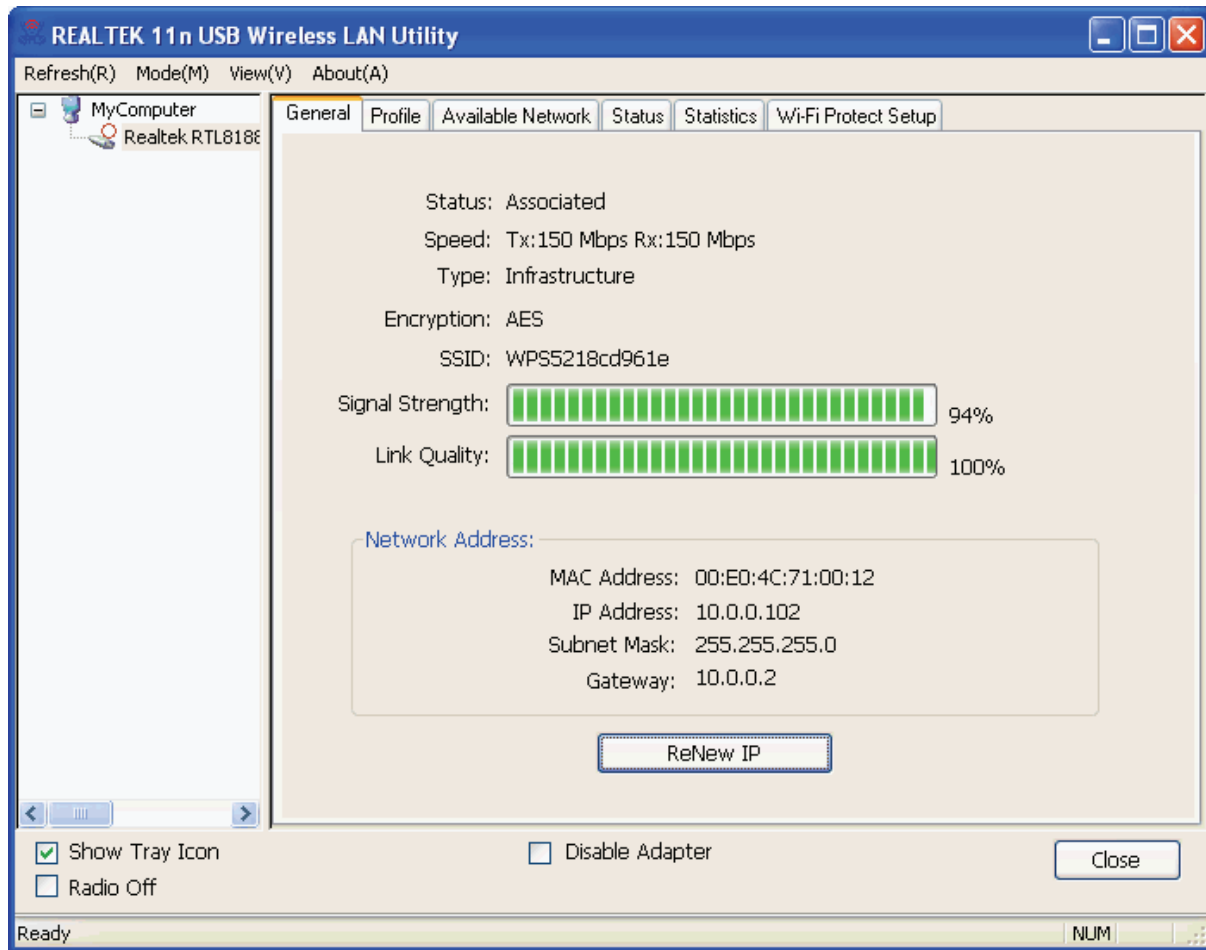 REALTEK 11n USB Wireless LAN Utility
Refresh(R) Mode(M) View(V) About(A)
MyComputer
Realtek RTL8188
General Profile Available Network Status Statistics Wi-Fi Protect Setup
Status: Associated
Speed: Tx:150 Mbps Rx:150 Mbps
Type: Infrastructure
Encryption: AES
SSID: WPS5218cd961e
Signal Strength: 94%
Link Quality: 100%
Network Address:
MAC Address: 00:E0:4C:71:00:12
IP Address: 10.0.0.102
Subnet Mask: 255.255.255.0
Gateway: 10.0.0.2
ReNew IP
Show Tray Icon Disable Adapter Close
Radio Off
Ready NUM